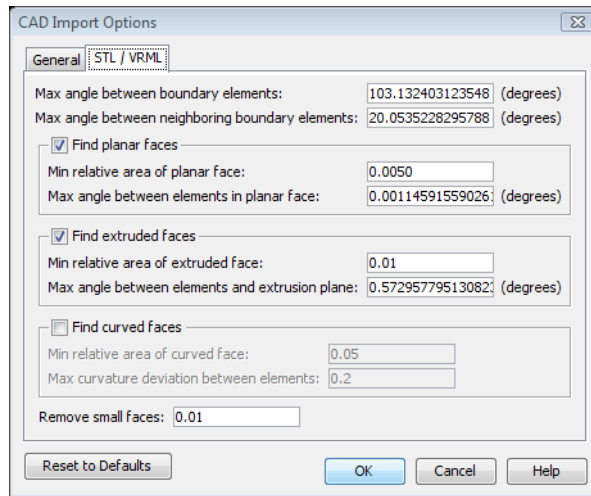 CAD Import Options
General STL / VRML
Max angle between boundary elements: 103.132403123548 (degrees)
Max angle between neighboring boundary elements: 20.0535228295788 (degrees)
Find planar faces
Min relative area of planar face: 0.0050
Max angle between elements in planar face: 0.00114591559026 (degrees)
Find extruded faces
Min relative area of extruded face: 0.01
Max angle between elements and extrusion plane: 0.57295779513082 (degrees)
Find curved faces
Min relative area of curved face: 0.05
Max curvature deviation between elements: 0.2
Remove small faces: 0.01
Reset to Defaults OK Cancel Help